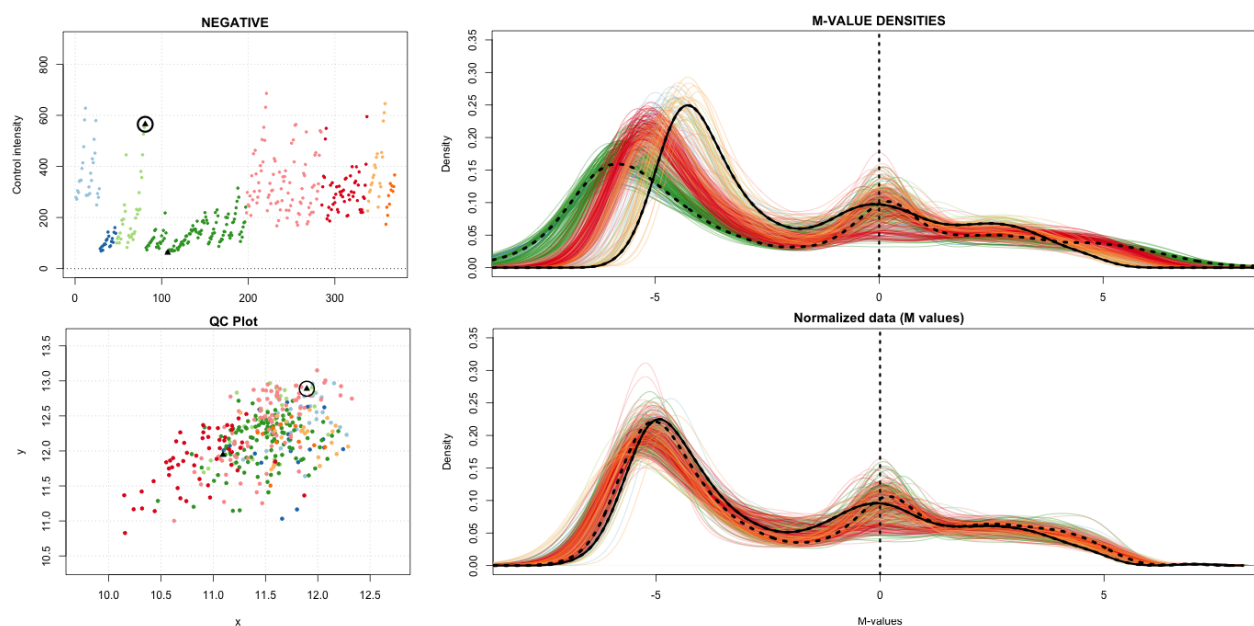 NEGATIVE
Control Intensity
800
600
400
200
0
0 100 200 300
M-VALUE DENSITIES
Density
0.35
0.30
0.25
0.20
0.15
0.10
0.05
0.00
-5 0 5
QC Plot
y
13.5
13.0
12.5
12.0
11.5
11.0
10.5
10.0 10.5 11.0 11.5 12.0 12.5
x
Normalized data (M values)
Density
0.35
0.30
0.25
0.20
0.15
0.10
0.05
0.00
-5 0 5
M-values